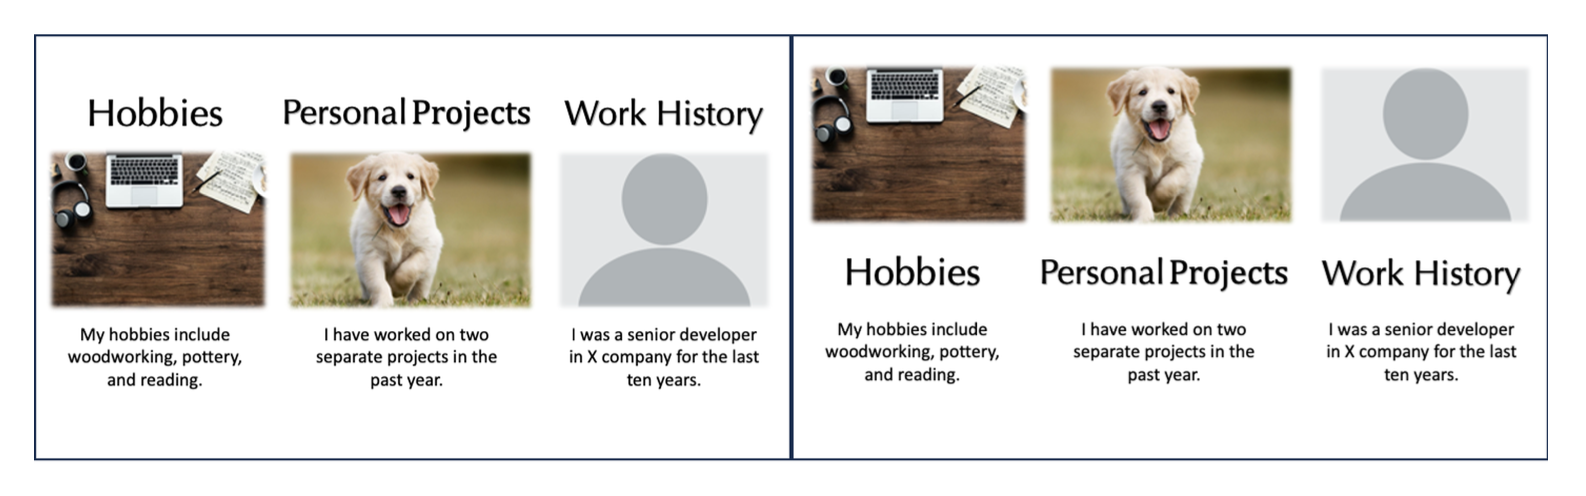 Hobbies
Personal Projects
Work History
My hobbies include
woodworking, pottery,
and reading.
I have worked on two
separate projects in the
past year.
I was a senior developer
in X company for the last
ten years.
Hobbies
Personal Projects
Work History
My hobbies include
woodworking, pottery,
and reading.
I have worked on two
separate projects in the
past year.
I was a senior developer
in X company for the last
ten years.